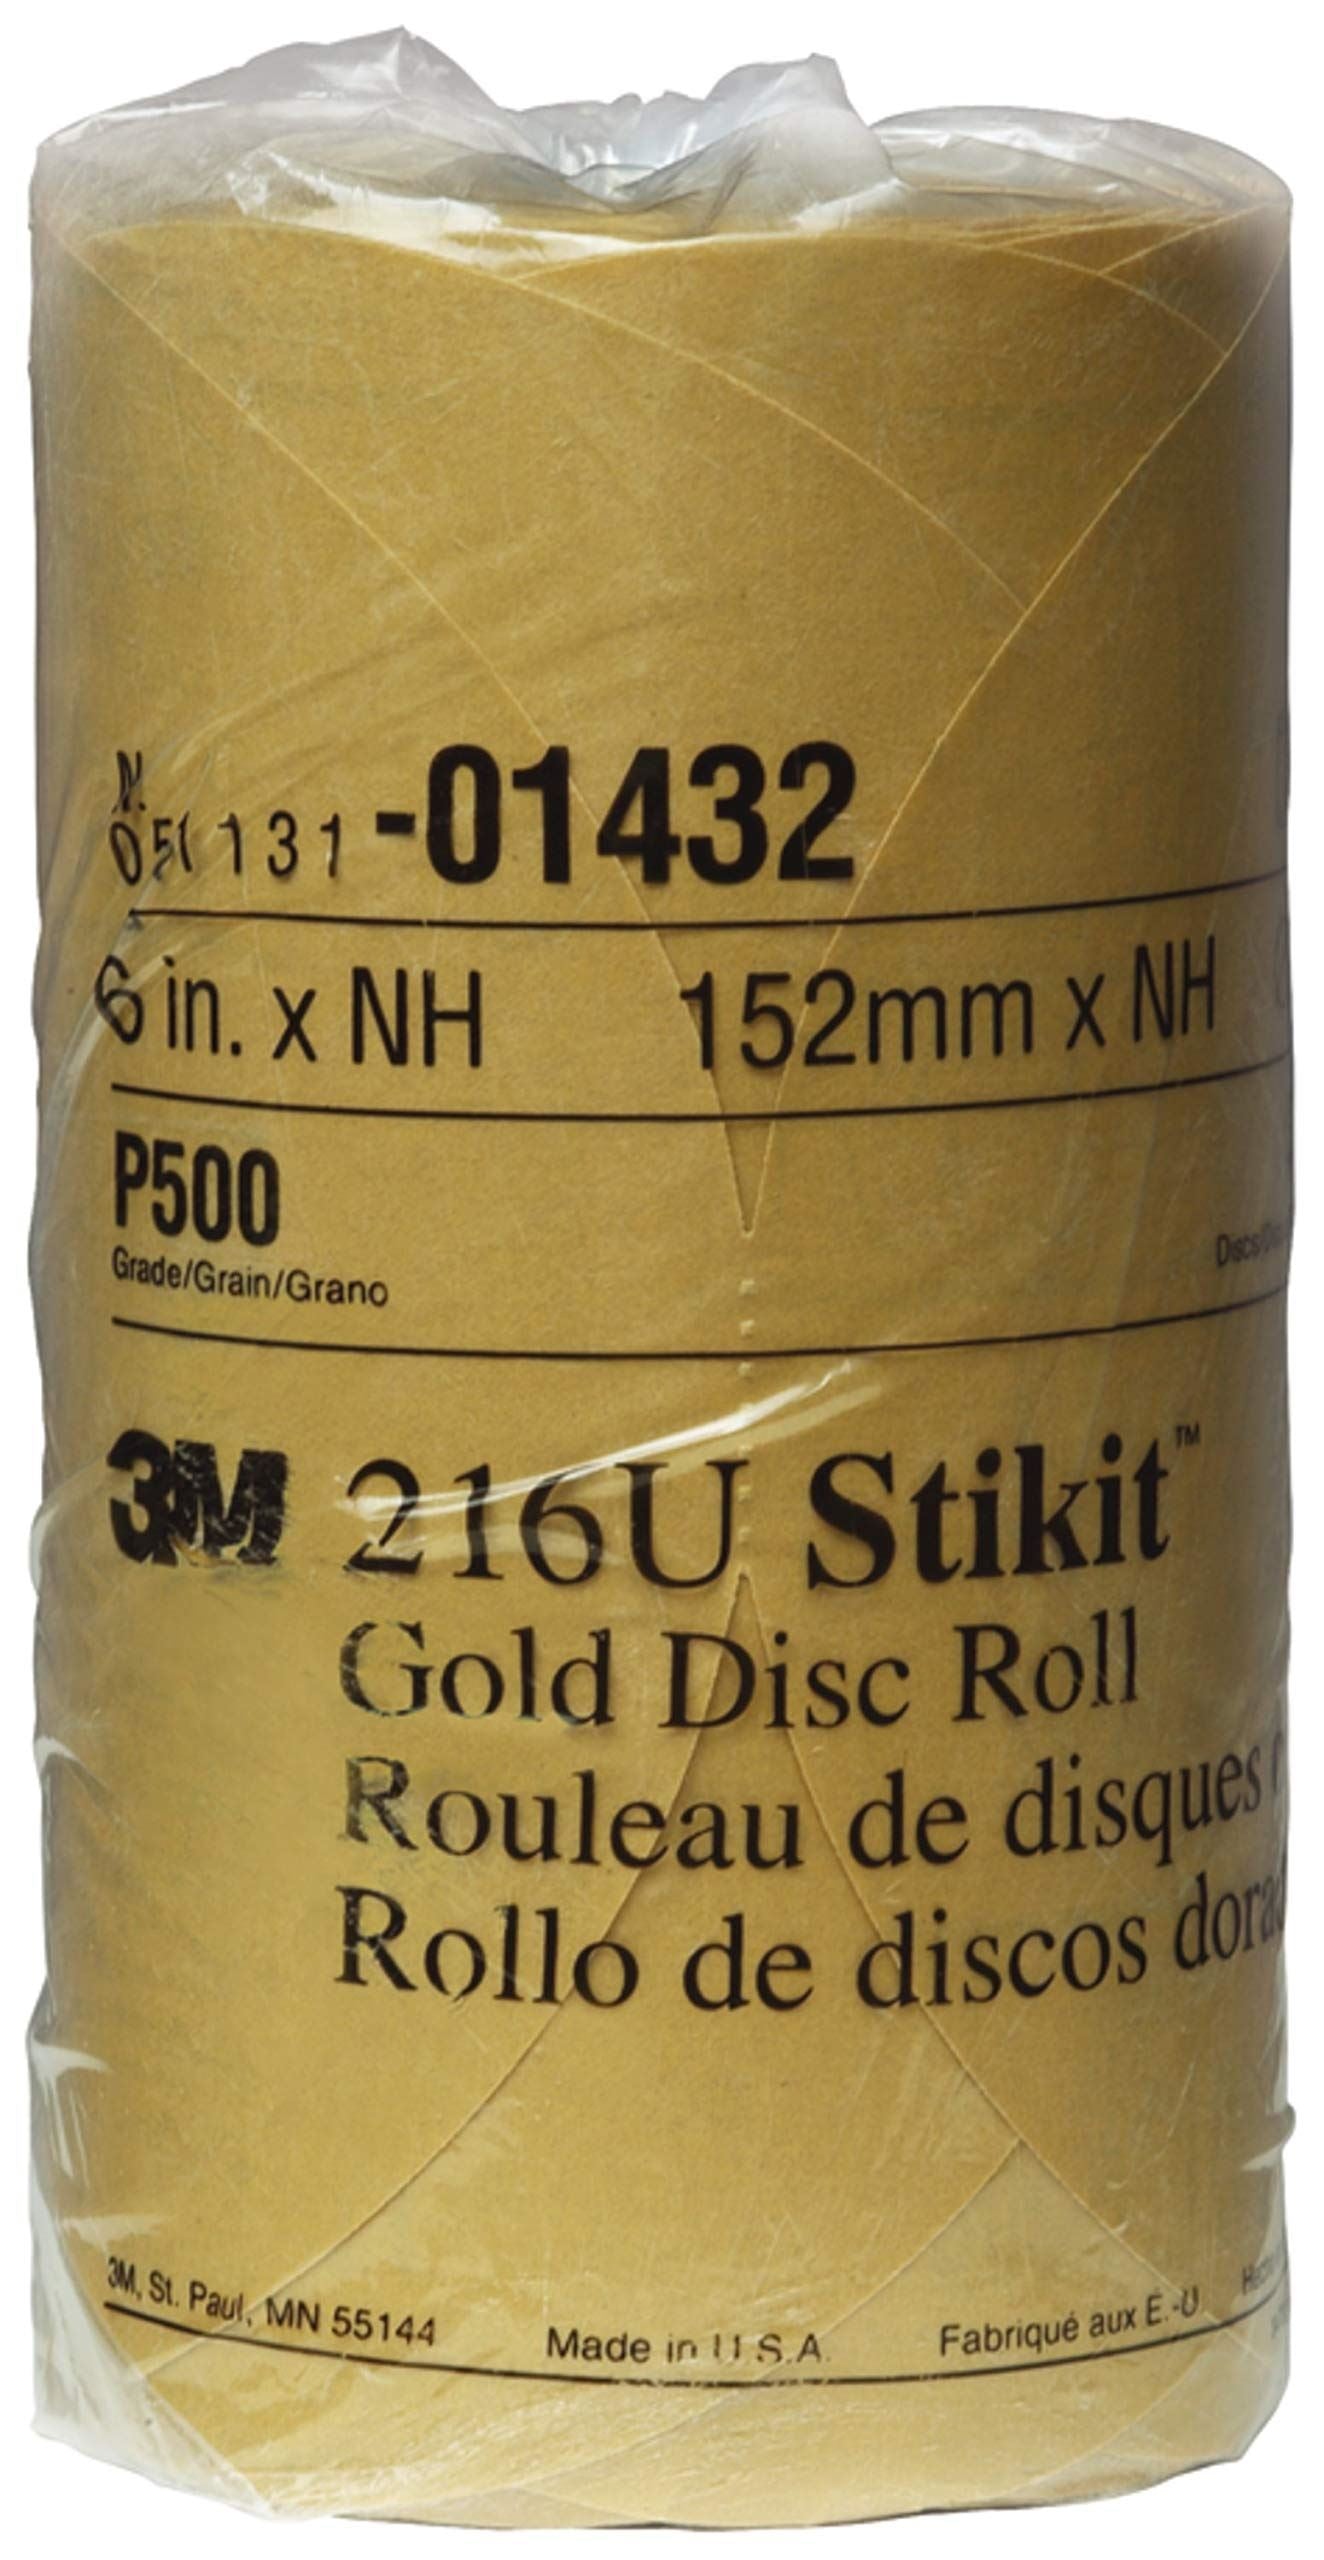 N.
051131-01432
6 in. x NH 152mm x NH
P500
Grade/Grain/Grano
3M 216U Stikit™
Gold Disc Roll
Rouleau de disques
Rollo de discos
3M, St. Paul, MN 55144 Made in U.S.A. Fabriqué aux É.-U